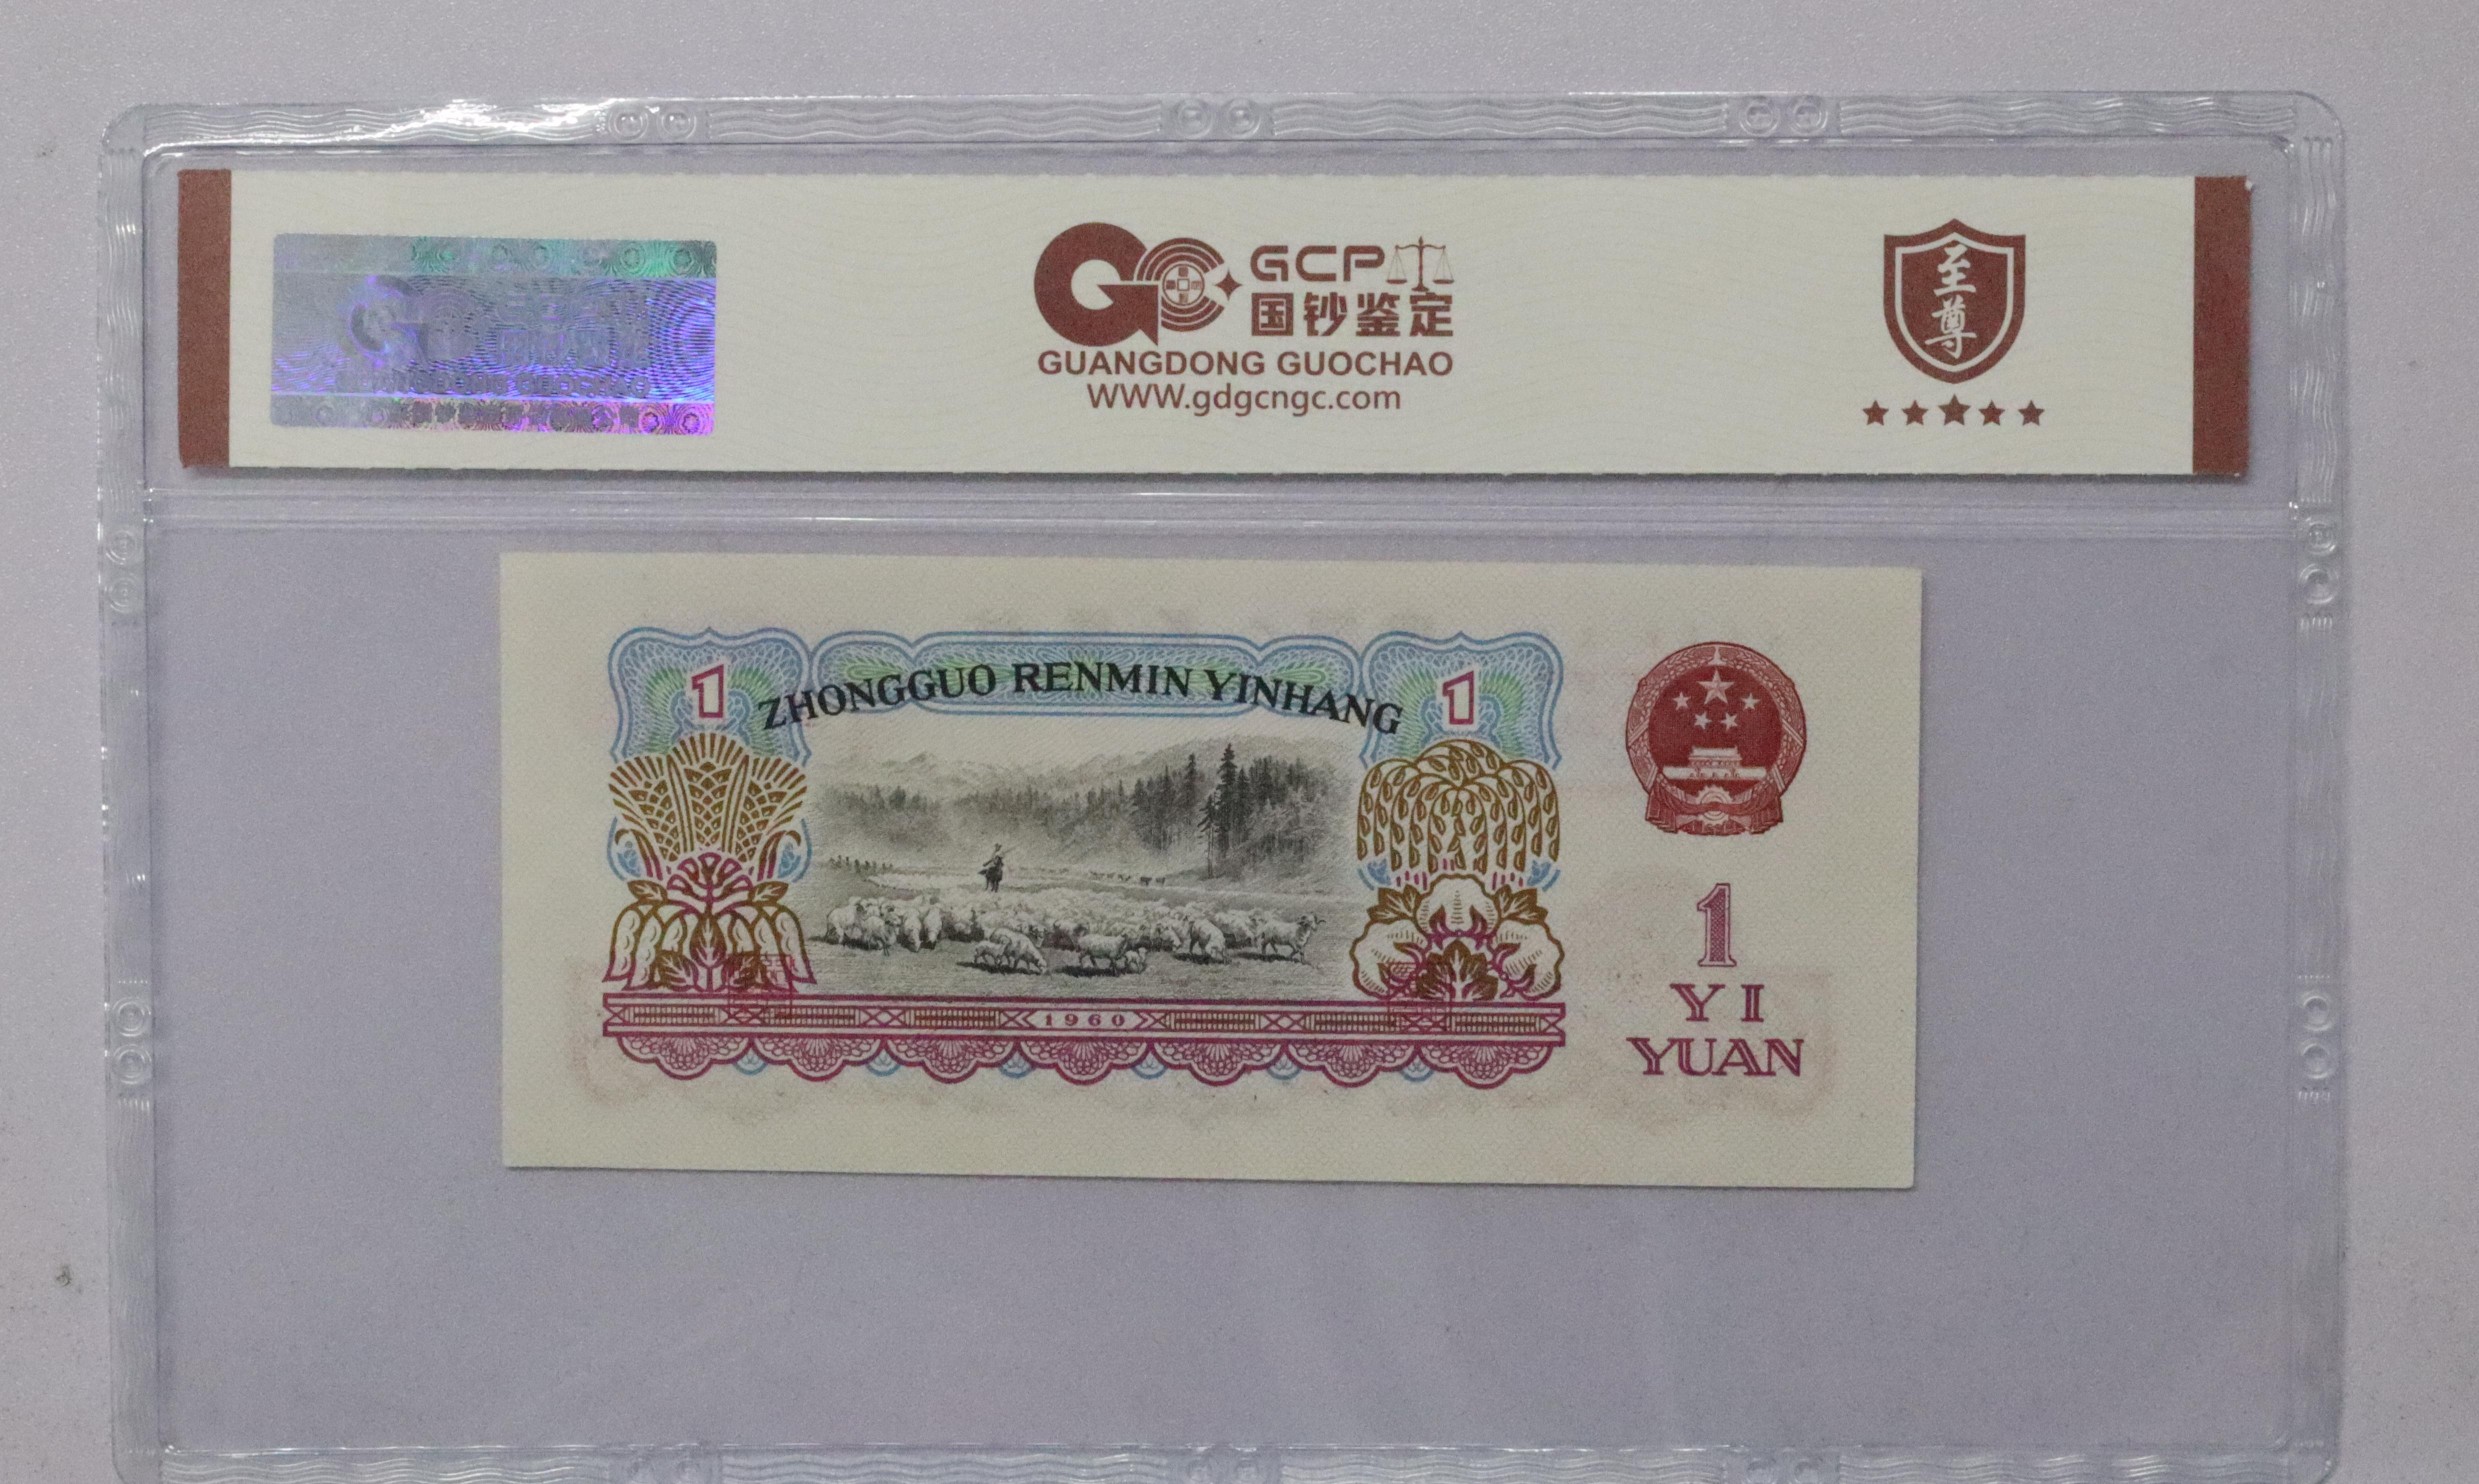 GCP
国钞鉴定
GUANGDONG GUOCHAO
WWW.gdgcngc.com
至尊
1 ZHONGGUO RENMIN YINHANG 1
1960
1
YI
YUAN